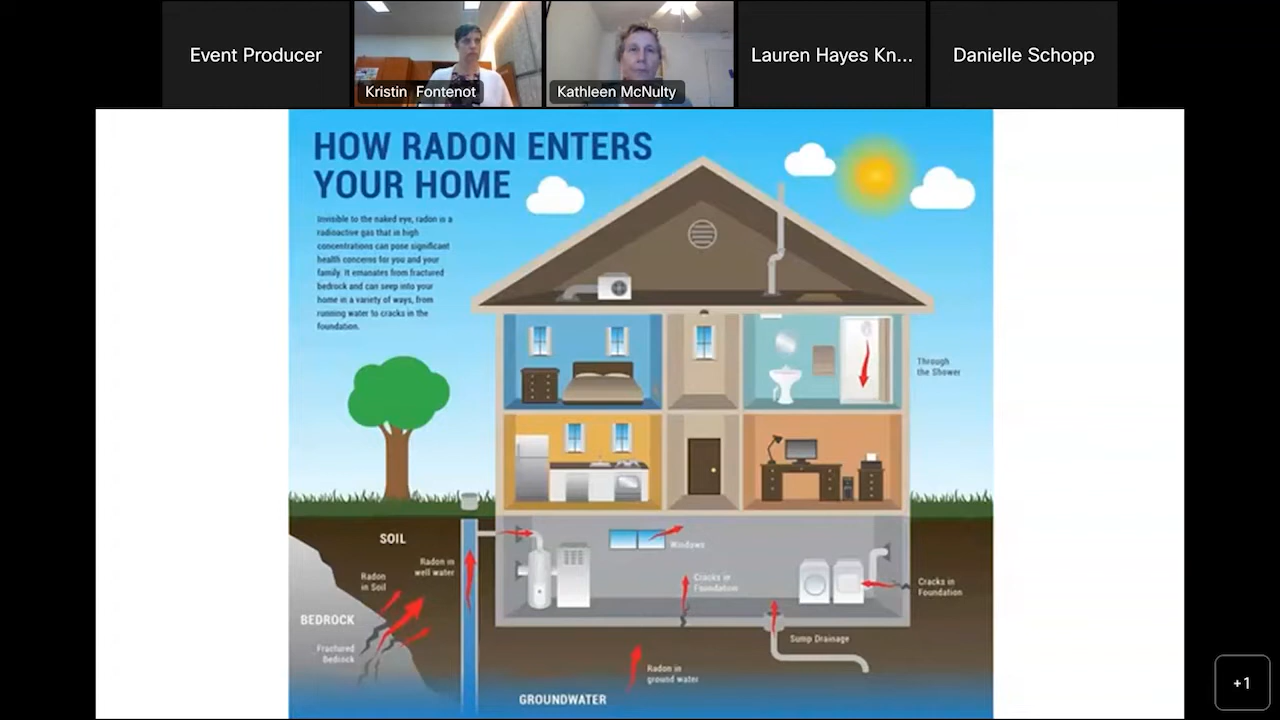 Event Producer
Kristin Fontenot
Kathleen McNulty
Lauren Hayes Kn...
Danielle Schopp
HOW RADON ENTERS
YOUR HOME
Invisible to the naked eye, radon is a
radioactive gas that in high
concentrations can pose significant
health concerns for you and your
family. It emanates from fractured
bedrock and can seep into your
home in a variety of ways, from
running water to cracks in the
foundation.
Through
the Shower
SOIL
Radon in
well water
Radon
in Soil
BEDROCK
Fractured
Bedrock
Windows
Cracks in
Foundation
Cracks in
Foundation
Sump Drainage
Radon in
ground water
GROUNDWATER
+1